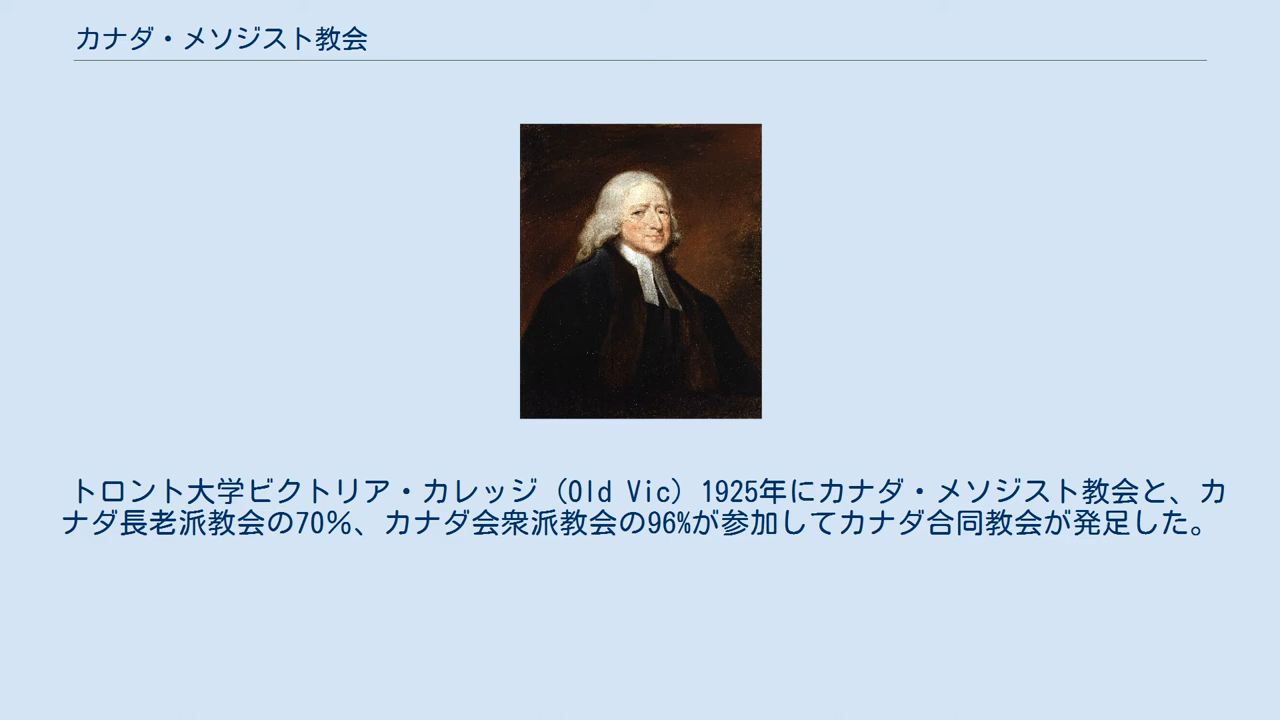 カナダ・メソジスト教会
トロント大学ビクトリア・カレッジ（Old Vic）1925年にカナダ・メソジスト教会と、カ
ナダ長老派教会の70％、カナダ会衆派教会の96%が参加してカナダ合同教会が発足した。